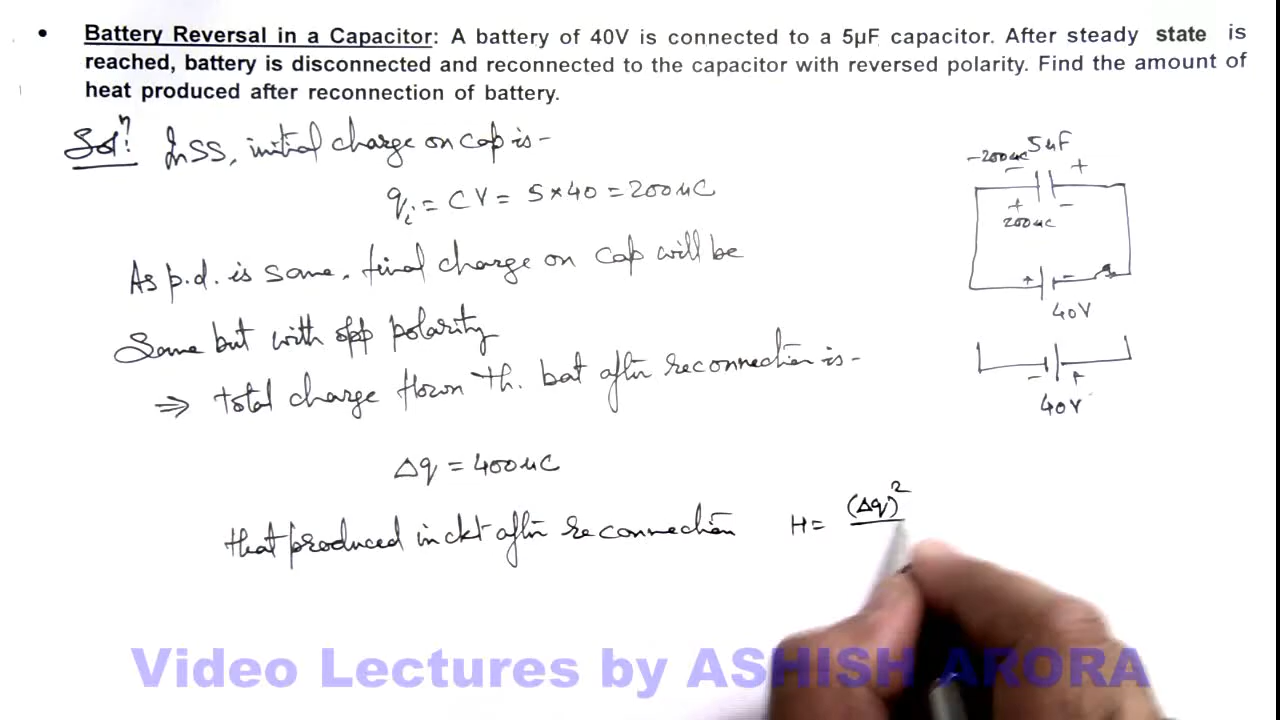 • Battery Reversal in a Capacitor: A battery of 40V is connected to a 5µF capacitor. After steady state is
reached, battery is disconnected and reconnected to the capacitor with reversed polarity. Find the amount of
heat produced after reconnection of battery.
Solⁿ: In SS, initial charge on cap is -
qᵢ = CV = 5 × 40 = 200µC
As p.d. is same, final charge on cap will be
Same but with opp polarity
⇒ total charge flown th. bat after reconnection is -
Δq = 400µC
Heat produced in ckt after reconnection H = (Δq)²
5µF
-200µC
- +
+ -
200µC
+ -
40V
- +
40V
Video Lectures by ASHISH ARORA